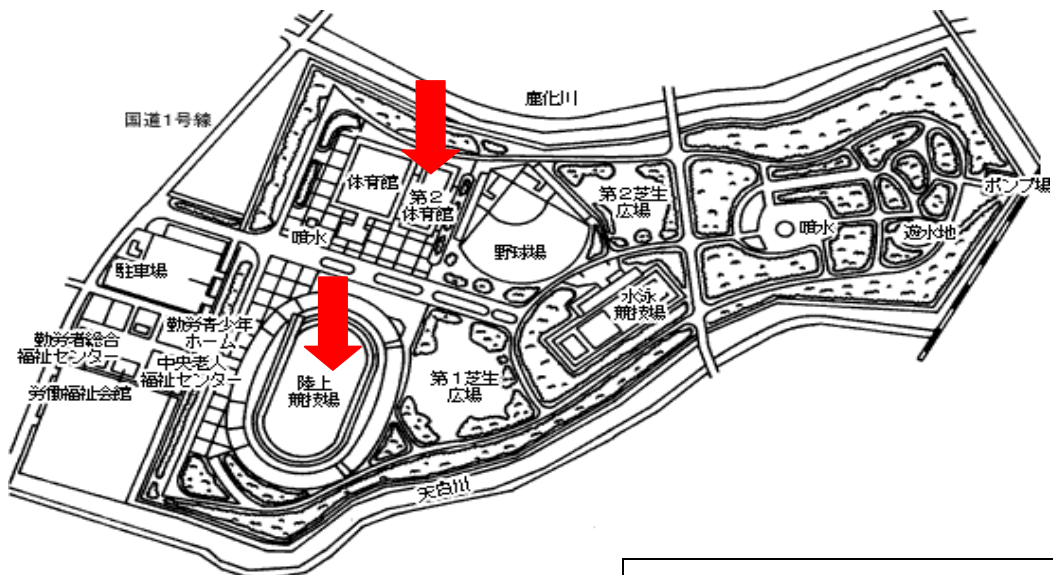 鹿化川
国道1号線
体育館
第2
体育館
第2芝生
広場
ポンプ場
噴水
野球場
噴水
遊水地
駐車場
水泳
競技場
勤労青少年
ホーム
勤労者総合
福祉センター
中央老人
福祉センター
労働福祉会館
陸上
競技場
第1芝生
広場
天白川